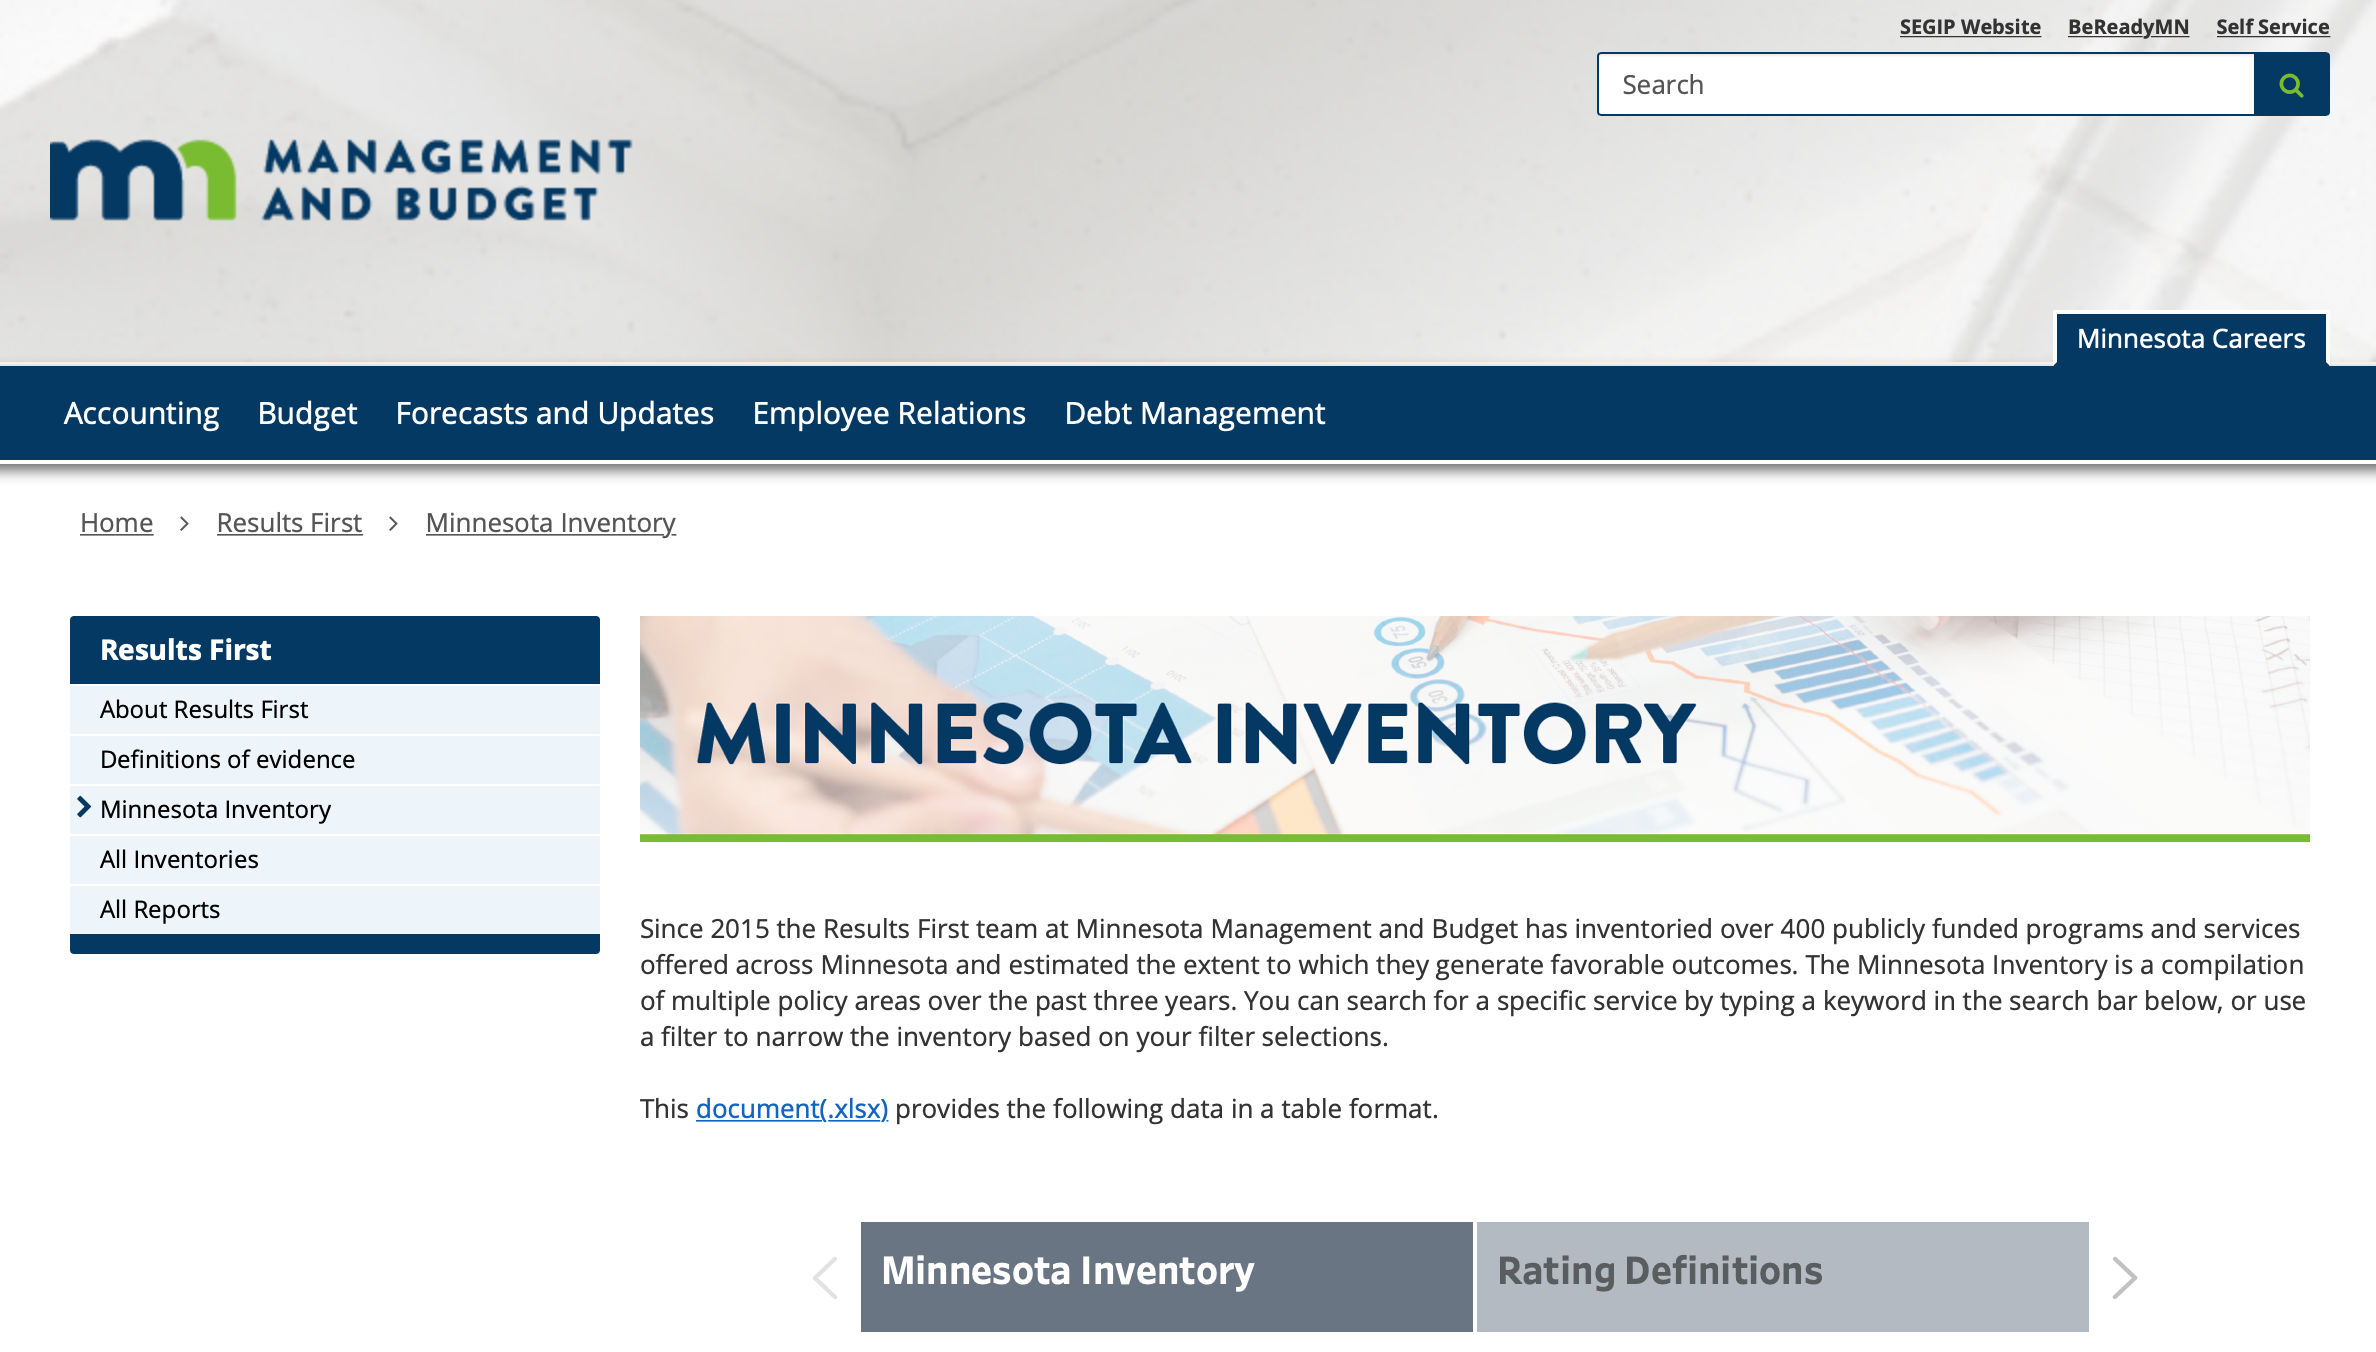 SEGIP Website BeReadyMN Self Service
Search
mn MANAGEMENT
AND BUDGET
Minnesota Careers
Accounting Budget Forecasts and Updates Employee Relations Debt Management
Home > Results First > Minnesota Inventory
Results First
About Results First
Definitions of evidence
Minnesota Inventory
All Inventories
All Reports
MINNESOTA INVENTORY
Since 2015 the Results First team at Minnesota Management and Budget has inventoried over 400 publicly funded programs and services
offered across Minnesota and estimated the extent to which they generate favorable outcomes. The Minnesota Inventory is a compilation
of multiple policy areas over the past three years. You can search for a specific service by typing a keyword in the search bar below, or use
a filter to narrow the inventory based on your filter selections.
This document(.xlsx) provides the following data in a table format.
Minnesota Inventory
Rating Definitions